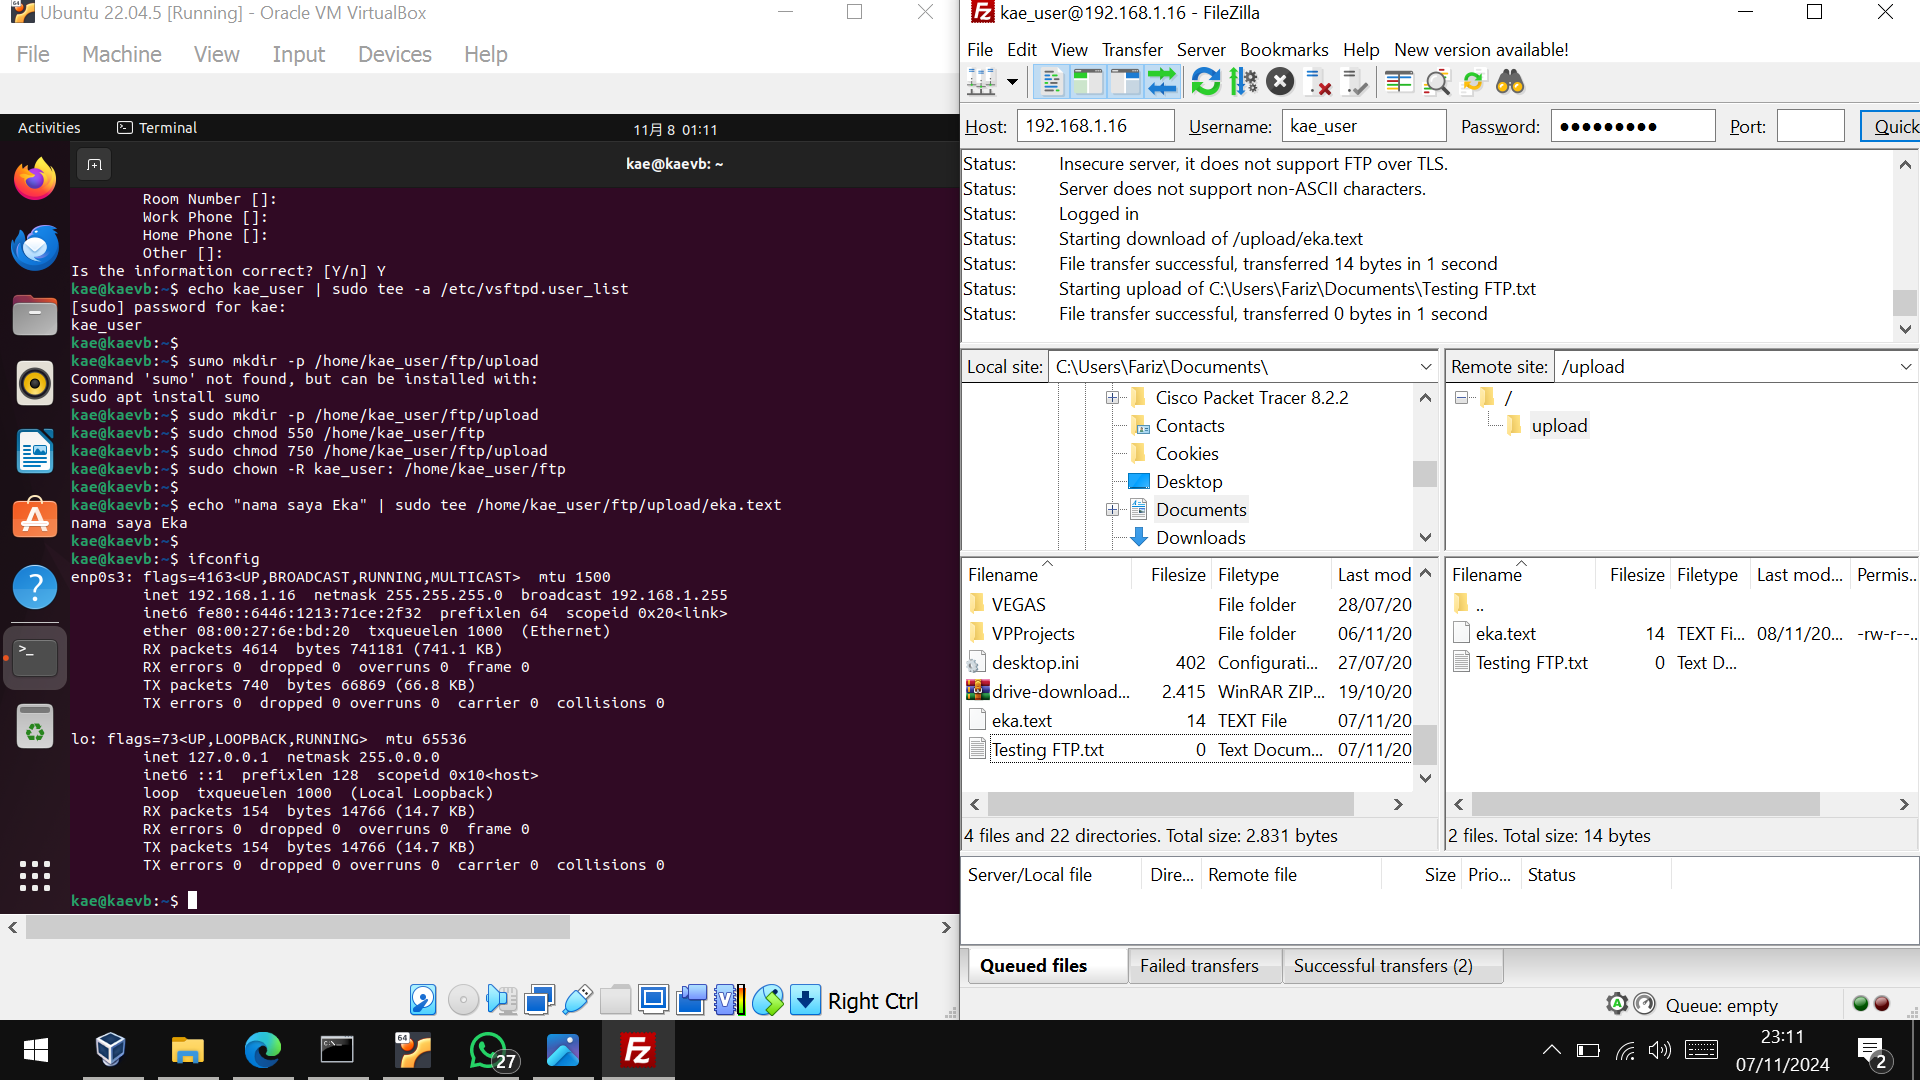 Ubuntu 22.04.5 [Running] - Oracle VM VirtualBox
File Machine View Input Devices Help
Activities Terminal 11月 8 01:11
kae@kaevb: ~
Room Number []:
Work Phone []:
Home Phone []:
Other []:
Is the information correct? [Y/n] Y
kae@kaevb:~$ echo kae_user | sudo tee -a /etc/vsftpd.user_list
[sudo] password for kae:
kae_user
kae@kaevb:~$
kae@kaevb:~$ sumo mkdir -p /home/kae_user/ftp/upload
Command 'sumo' not found, but can be installed with:
sudo apt install sumo
kae@kaevb:~$ sudo mkdir -p /home/kae_user/ftp/upload
kae@kaevb:~$ sudo chmod 550 /home/kae_user/ftp
kae@kaevb:~$ sudo chmod 750 /home/kae_user/ftp/upload
kae@kaevb:~$ sudo chown -R kae_user: /home/kae_user/ftp
kae@kaevb:~$
kae@kaevb:~$ echo "nama saya Eka" | sudo tee /home/kae_user/ftp/upload/eka.text
nama saya Eka
kae@kaevb:~$
kae@kaevb:~$ ifconfig
enp0s3: flags=4163<UP,BROADCAST,RUNNING,MULTICAST>  mtu 1500
inet 192.168.1.16  netmask 255.255.255.0  broadcast 192.168.1.255
inet6 fe80::6446:1213:71ce:2f32  prefixlen 64  scopeid 0x20<link>
ether 08:00:27:6e:bd:20  txqueuelen 1000  (Ethernet)
RX packets 4614  bytes 741181 (741.1 KB)
RX errors 0  dropped 0  overruns 0  frame 0
TX packets 740  bytes 66869 (66.8 KB)
TX errors 0  dropped 0 overruns 0  carrier 0  collisions 0
lo: flags=73<UP,LOOPBACK,RUNNING>  mtu 65536
inet 127.0.0.1  netmask 255.0.0.0
inet6 ::1  prefixlen 128  scopeid 0x10<host>
loop  txqueuelen 1000  (Local Loopback)
RX packets 154  bytes 14766 (14.7 KB)
RX errors 0  dropped 0  overruns 0  frame 0
TX packets 154  bytes 14766 (14.7 KB)
TX errors 0  dropped 0 overruns 0  carrier 0  collisions 0
kae@kaevb:~$
Right Ctrl
kae_user@192.168.1.16 - FileZilla
File Edit View Transfer Server Bookmarks Help New version available!
Host: 192.168.1.16 Username: kae_user Password: ●●●●●●●●● Port: Quick
Status: Insecure server, it does not support FTP over TLS.
Status: Server does not support non-ASCII characters.
Status: Logged in
Status: Starting download of /upload/eka.text
Status: File transfer successful, transferred 14 bytes in 1 second
Status: Starting upload of C:\Users\Fariz\Documents\Testing FTP.txt
Status: File transfer successful, transferred 0 bytes in 1 second
Local site: C:\Users\Fariz\Documents\
Cisco Packet Tracer 8.2.2
Contacts
Cookies
Desktop
Documents
Downloads
Remote site: /upload
/
upload
Filename Filesize Filetype Last mod
VEGAS File folder 28/07/20
VPProjects File folder 06/11/20
desktop.ini 402 Configurati... 27/07/20
drive-download... 2.415 WinRAR ZIP... 19/10/20
eka.text 14 TEXT File 07/11/20
Testing FTP.txt 0 Text Docum... 07/11/20
4 files and 22 directories. Total size: 2.831 bytes
Filename Filesize Filetype Last mod... Permis...
..
eka.text 14 TEXT Fi... 08/11/20... -rw-r--...
Testing FTP.txt 0 Text D...
2 files. Total size: 14 bytes
Server/Local file Dire... Remote file Size Prio... Status
Queued files Failed transfers Successful transfers (2)
Queue: empty
64
27
23:11
07/11/2024
2